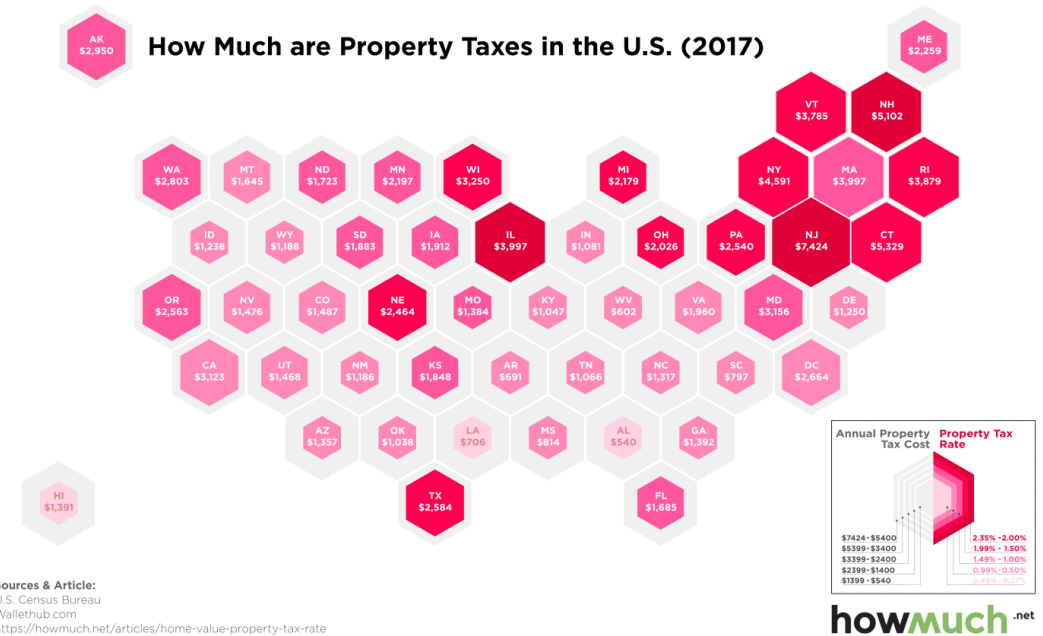 How Much are Property Taxes in the U.S. (2017)
AK
$2,950
ME
$2,259
VT
$3,785
NH
$5,102
WA
$2,803
MT
$1,645
ND
$1,723
MN
$2,197
WI
$3,250
MI
$2,179
NY
$4,591
MA
$3,997
RI
$3,879
ID
$1,238
WY
$1,188
SD
$1,883
IA
$1,912
IL
$3,997
IN
$1,081
OH
$2,026
PA
$2,540
NJ
$7,424
CT
$5,329
OR
$2,563
NV
$1,476
CO
$1,487
NE
$2,464
MO
$1,384
KY
$1,047
WV
$602
VA
$1,960
MD
$3,156
DE
$1,250
CA
$3,123
UT
$1,468
NM
$1,186
KS
$1,848
AR
$691
TN
$1,066
NC
$1,317
SC
$797
DC
$2,664
AZ
$1,357
OK
$1,038
LA
$706
MS
$814
AL
$540
GA
$1,392
HI
$1,391
TX
$2,584
FL
$1,685
Annual Property
Tax Cost
Property Tax
Rate
$7424 - $5400
$5399 - $3400
$3399 - $2400
$2399 - $1400
$1399 - $540
2.35% - 2.00%
1.99% - 1.50%
1.49% - 1.00%
0.99% - 0.50%
0.49% - 0.27%
& Article:
U.S. Census Bureau
https://howmuch.net/articles/home-value-property-tax-rate
howmuch.net